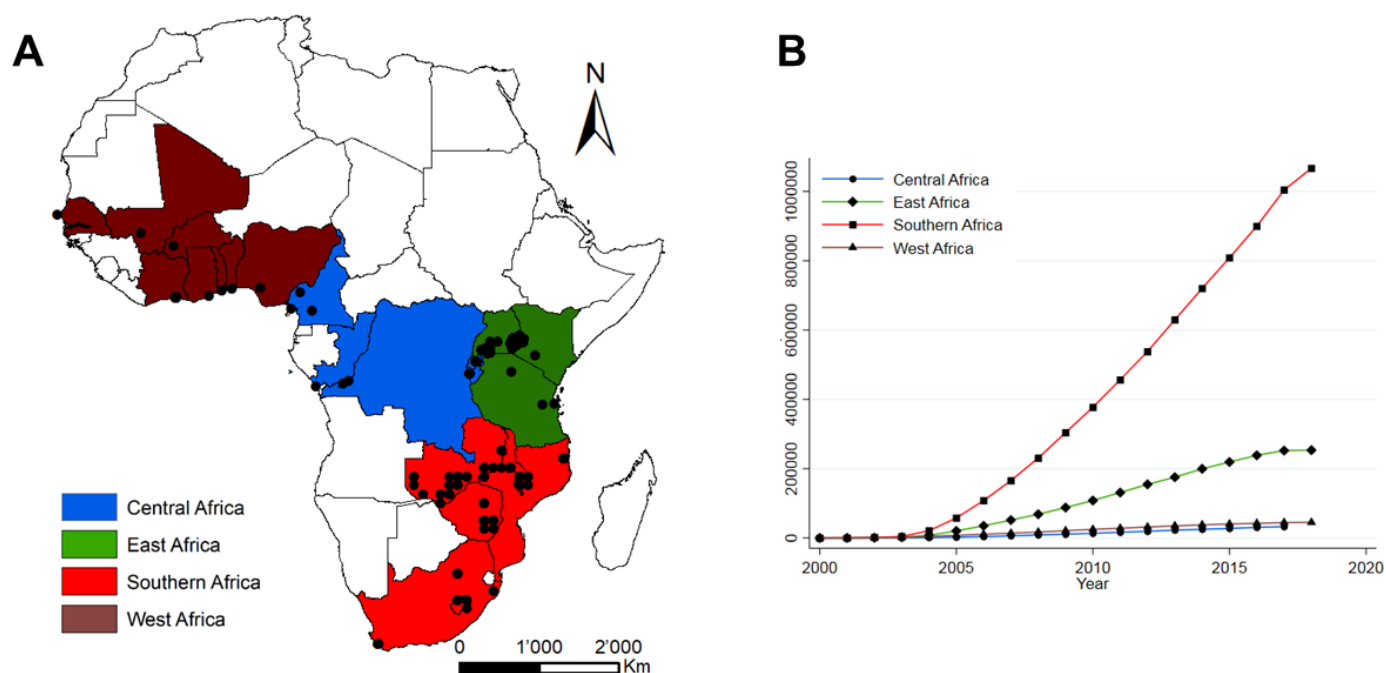 A
N
Central Africa
East Africa
Southern Africa
West Africa
0 1'000 2'000
Km
B
Central Africa
East Africa
Southern Africa
West Africa
1000000
800000
600000
400000
200000
0
2000 2005 2010 2015 2020
Year